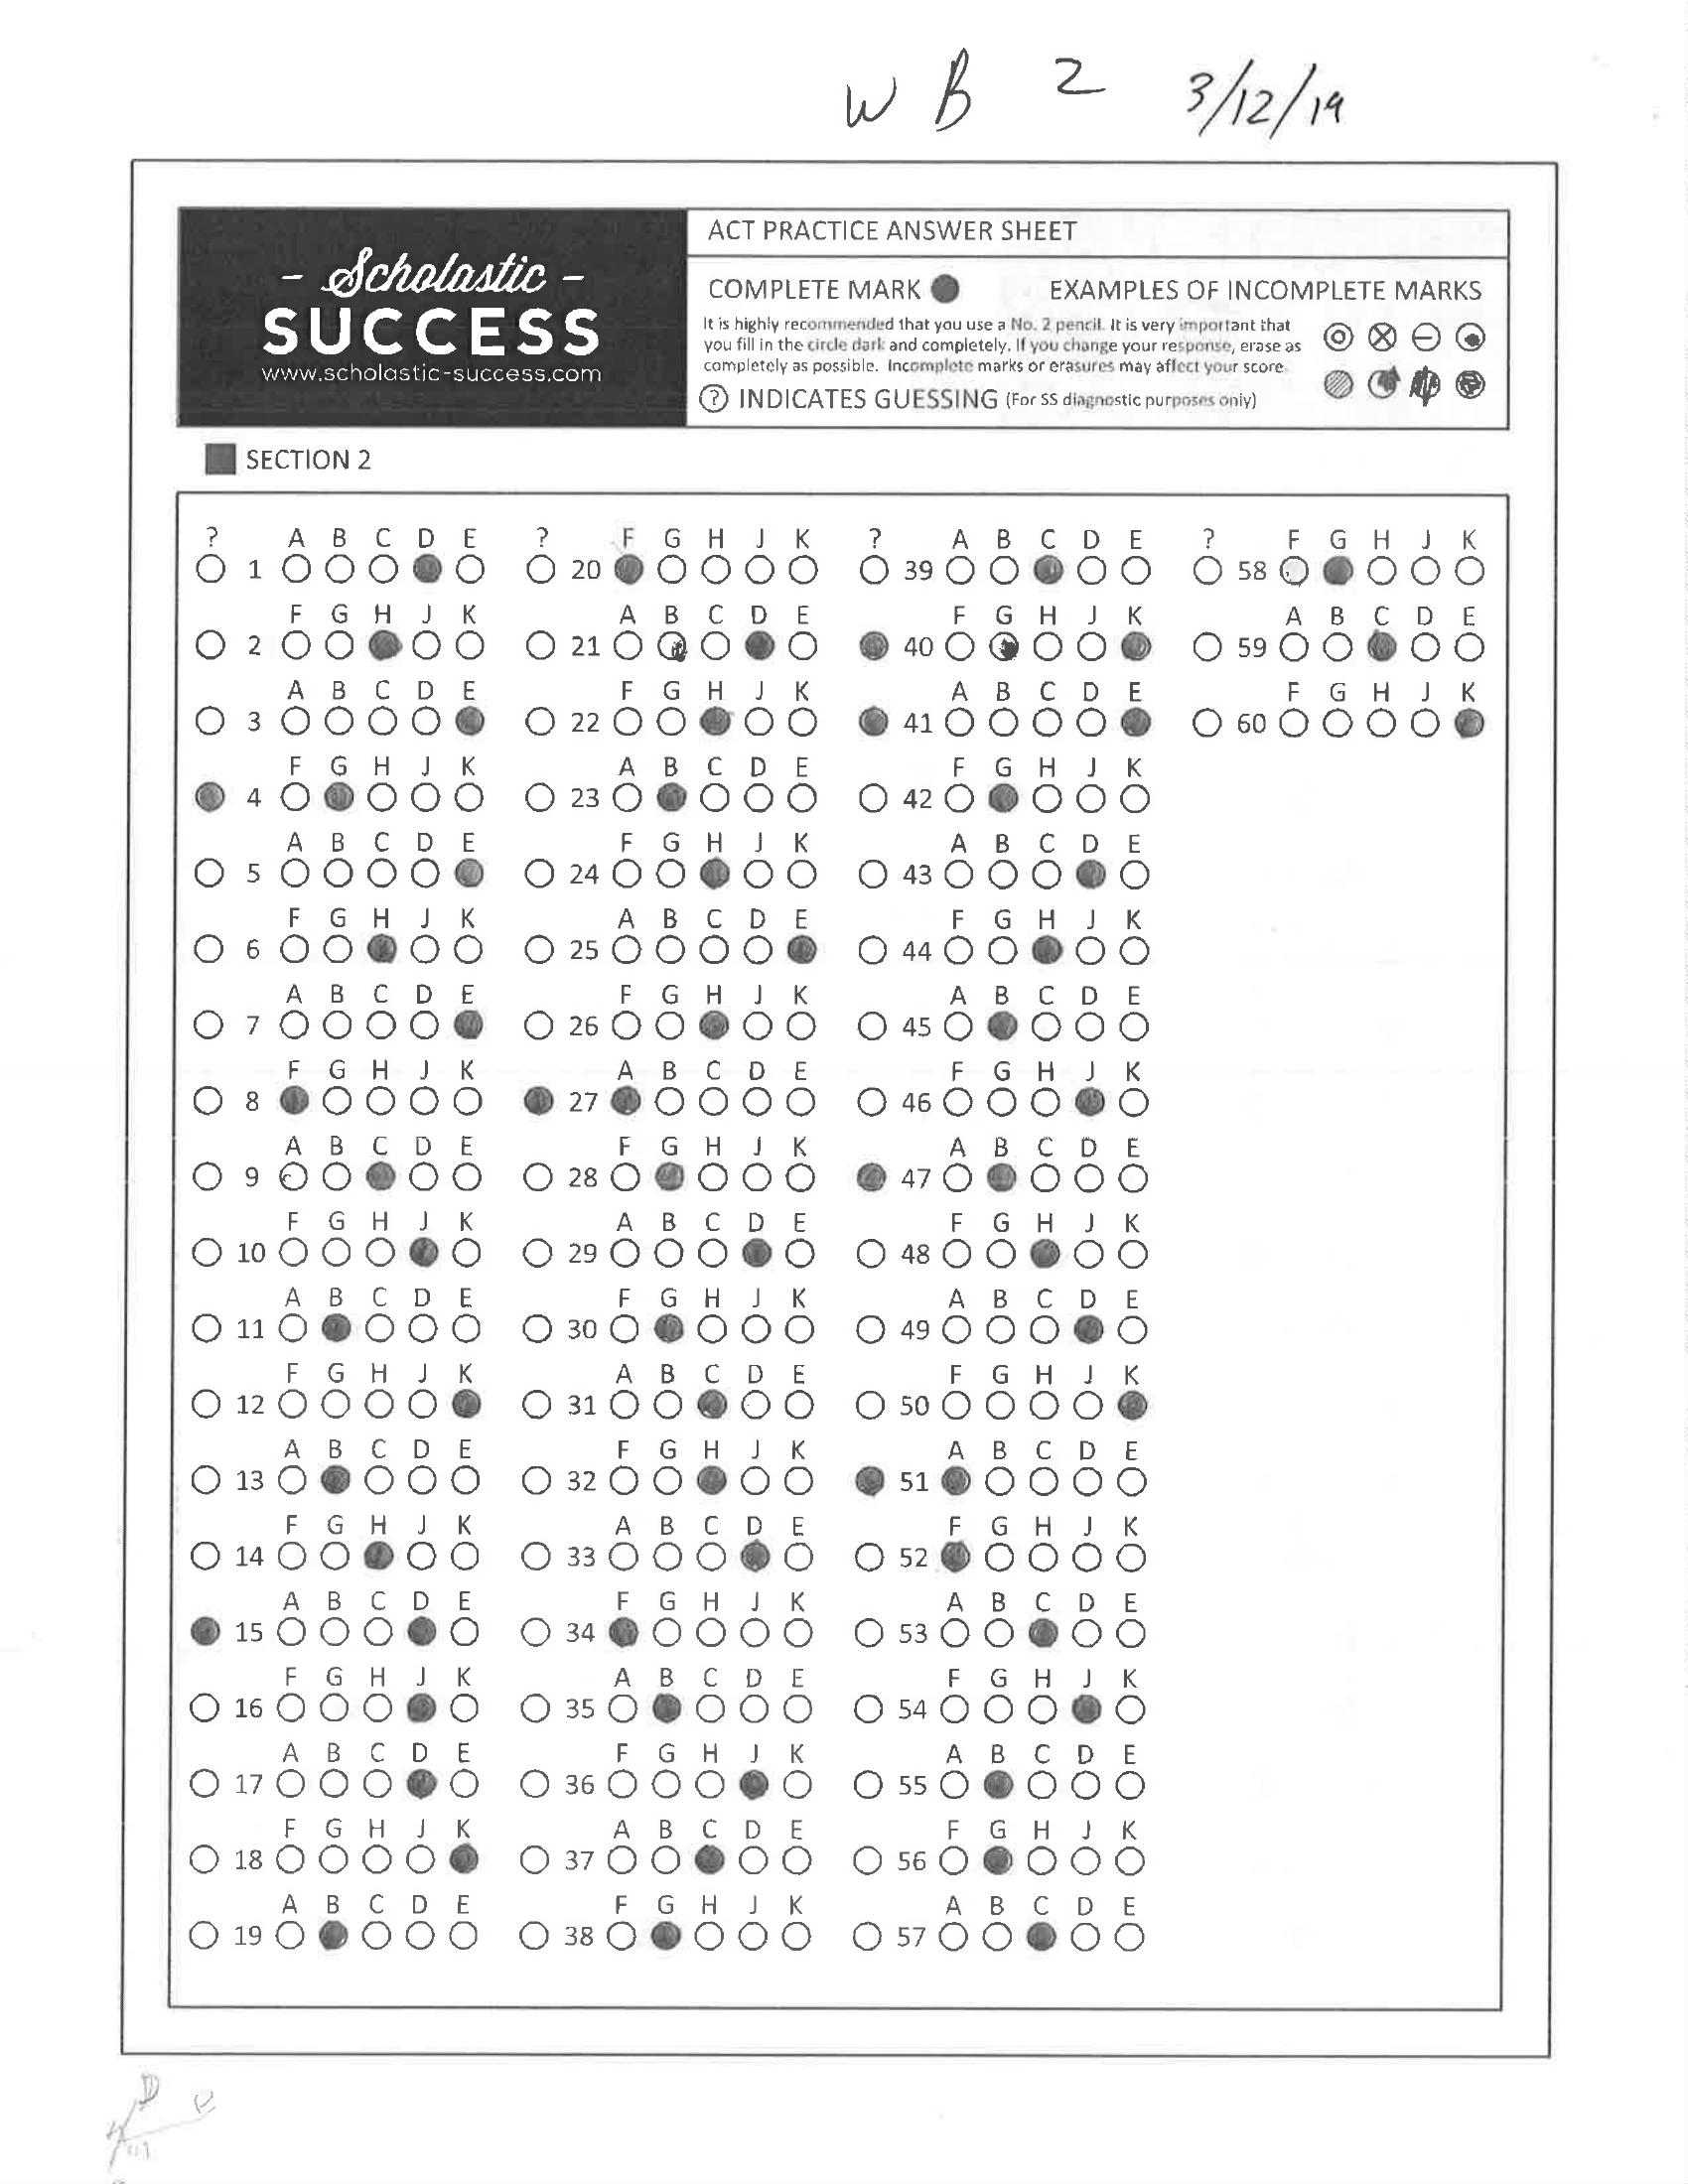 W B 2 3/12/19
- Scholastic -
SUCCESS
www.scholastic-success.com
ACT PRACTICE ANSWER SHEET
COMPLETE MARK EXAMPLES OF INCOMPLETE MARKS
It is highly recommended that you use a No. 2 pencil. It is very important that
you fill in the circle dark and completely. If you change your response, erase as
completely as possible. Incomplete marks or erasures may affect your score.
? INDICATES GUESSING (For SS diagnostic purposes only)
SECTION 2
? A B C D E ? F G H J K ? A B C D E ? F G H J K
1 20 39 58
F G H J K A B C D E F G H J K A B C D E
2 21 40 59
A B C D E F G H J K A B C D E F G H J K
3 22 41 60
F G H J K A B C D E F G H J K
4 23 42
A B C D E F G H J K A B C D E
5 24 43
F G H J K A B C D E F G H J K
6 25 44
A B C D E F G H J K A B C D E
7 26 45
F G H J K A B C D E F G H J K
8 27 46
A B C D E F G H J K A B C D E
9 28 47
F G H J K A B C D E F G H J K
10 29 48
A B C D E F G H J K A B C D E
11 30 49
F G H J K A B C D E F G H J K
12 31 50
A B C D E F G H J K A B C D E
13 32 51
F G H J K A B C D E F G H J K
14 33 52
A B C D E F G H J K A B C D E
15 34 53
F G H J K A B C D E F G H J K
16 35 54
A B C D E F G H J K A B C D E
17 36 55
F G H J K A B C D E F G H J K
18 37 56
A B C D E F G H J K A B C D E
19 38 57
D